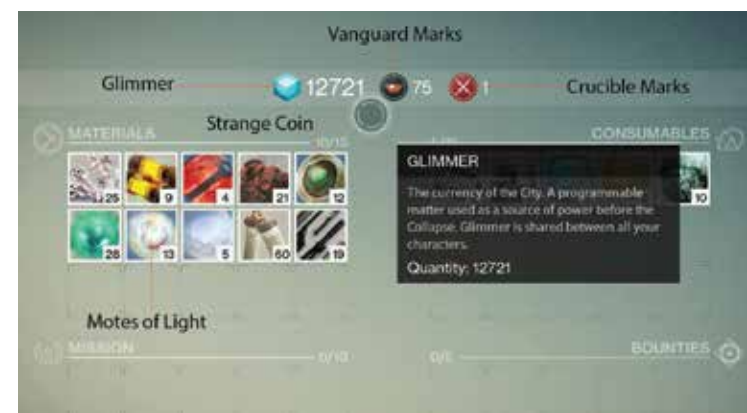 Vanguard Marks
Glimmer 12721 75 1 Crucible Marks
Strange Coin
MATERIALS 10/15 CONSUMABLES
GLIMMER
The currency of the City. A programmable
matter used as a source of power before the
Collapse. Glimmer is shared between all your
characters.
Quantity: 12721
25 9 4 21 12 10
28 13 5 60 19
Motes of Light
MISSION 0/10 0/5 BOUNTIES